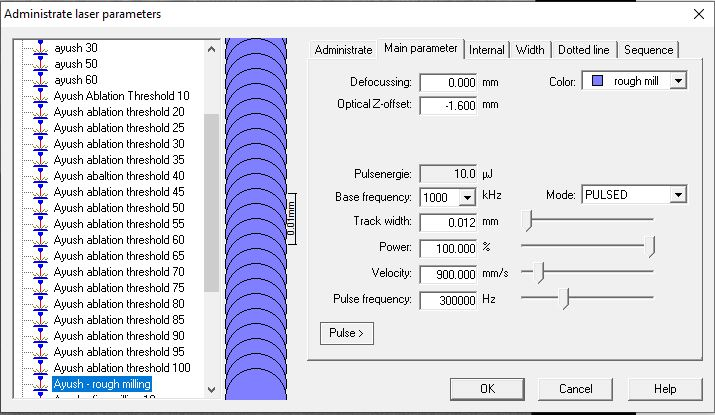 Administrate laser parameters
ayush 30
ayush 50
ayush 60
Ayush Ablation Threshold 10
Ayush ablation threshold 20
Ayush ablation threshold 25
Ayush ablation threshold 30
Ayush ablation threshold 35
Ayush abaltion threshold 40
Ayush ablation threshold 45
Ayush ablation threshold 50
Ayush ablation threshold 55
Ayush ablation threshold 60
Ayush ablation threshold 65
Ayush ablation threshold 70
Ayush ablation threshold 75
Ayush ablation threshold 80
Ayush ablation threshold 85
Ayush ablation threshold 90
Ayush ablation threshold 95
Ayush ablation threshold 100
Ayush - rough milling
0.01mm
Administrate Main parameter Internal Width Dotted line Sequence
Defocussing: 0.000 mm Color: rough mill
Optical Z-offset: -1.600 mm
Pulsenergie: 10.0 µJ
Base frequency: 1000 kHz Mode: PULSED
Track width: 0.012 mm
Power: 100.000 %
Velocity: 900.000 mm/s
Pulse frequency: 300000 Hz
Pulse >
OK Cancel Help